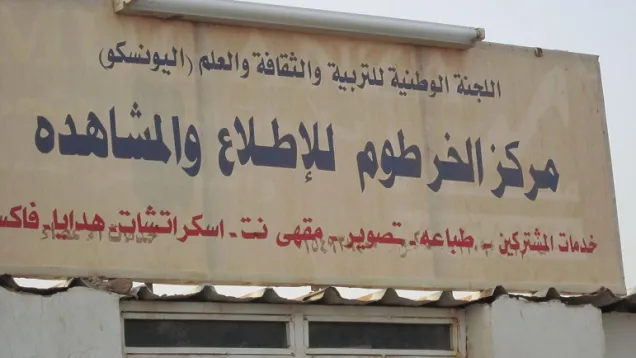 اللجنة الوطنية للتربية والثقافة والعلم (اليونسكو)
مركز الخرطوم للإطلاع والمشاهده
خدمات المشتركين - طباعه - تصوير - مقهى نت - اسكراتشات - هدايا - فاكس